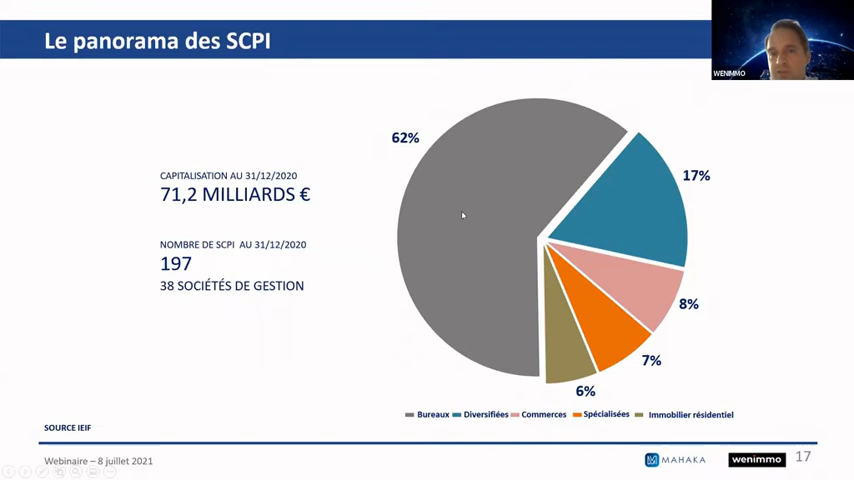 Le panorama des SCPI
WENIMMO
62%
17%
CAPITALISATION AU 31/12/2020
71,2 MILLIARDS €
NOMBRE DE SCPI AU 31/12/2020
197
38 SOCIÉTÉS DE GESTION
8%
7%
6%
Bureaux Diversifiées Commerces Spécialisées Immobilier résidentiel
SOURCE IEIF
Webinaire – 8 juillet 2021
MAHAKA wenimmo 17